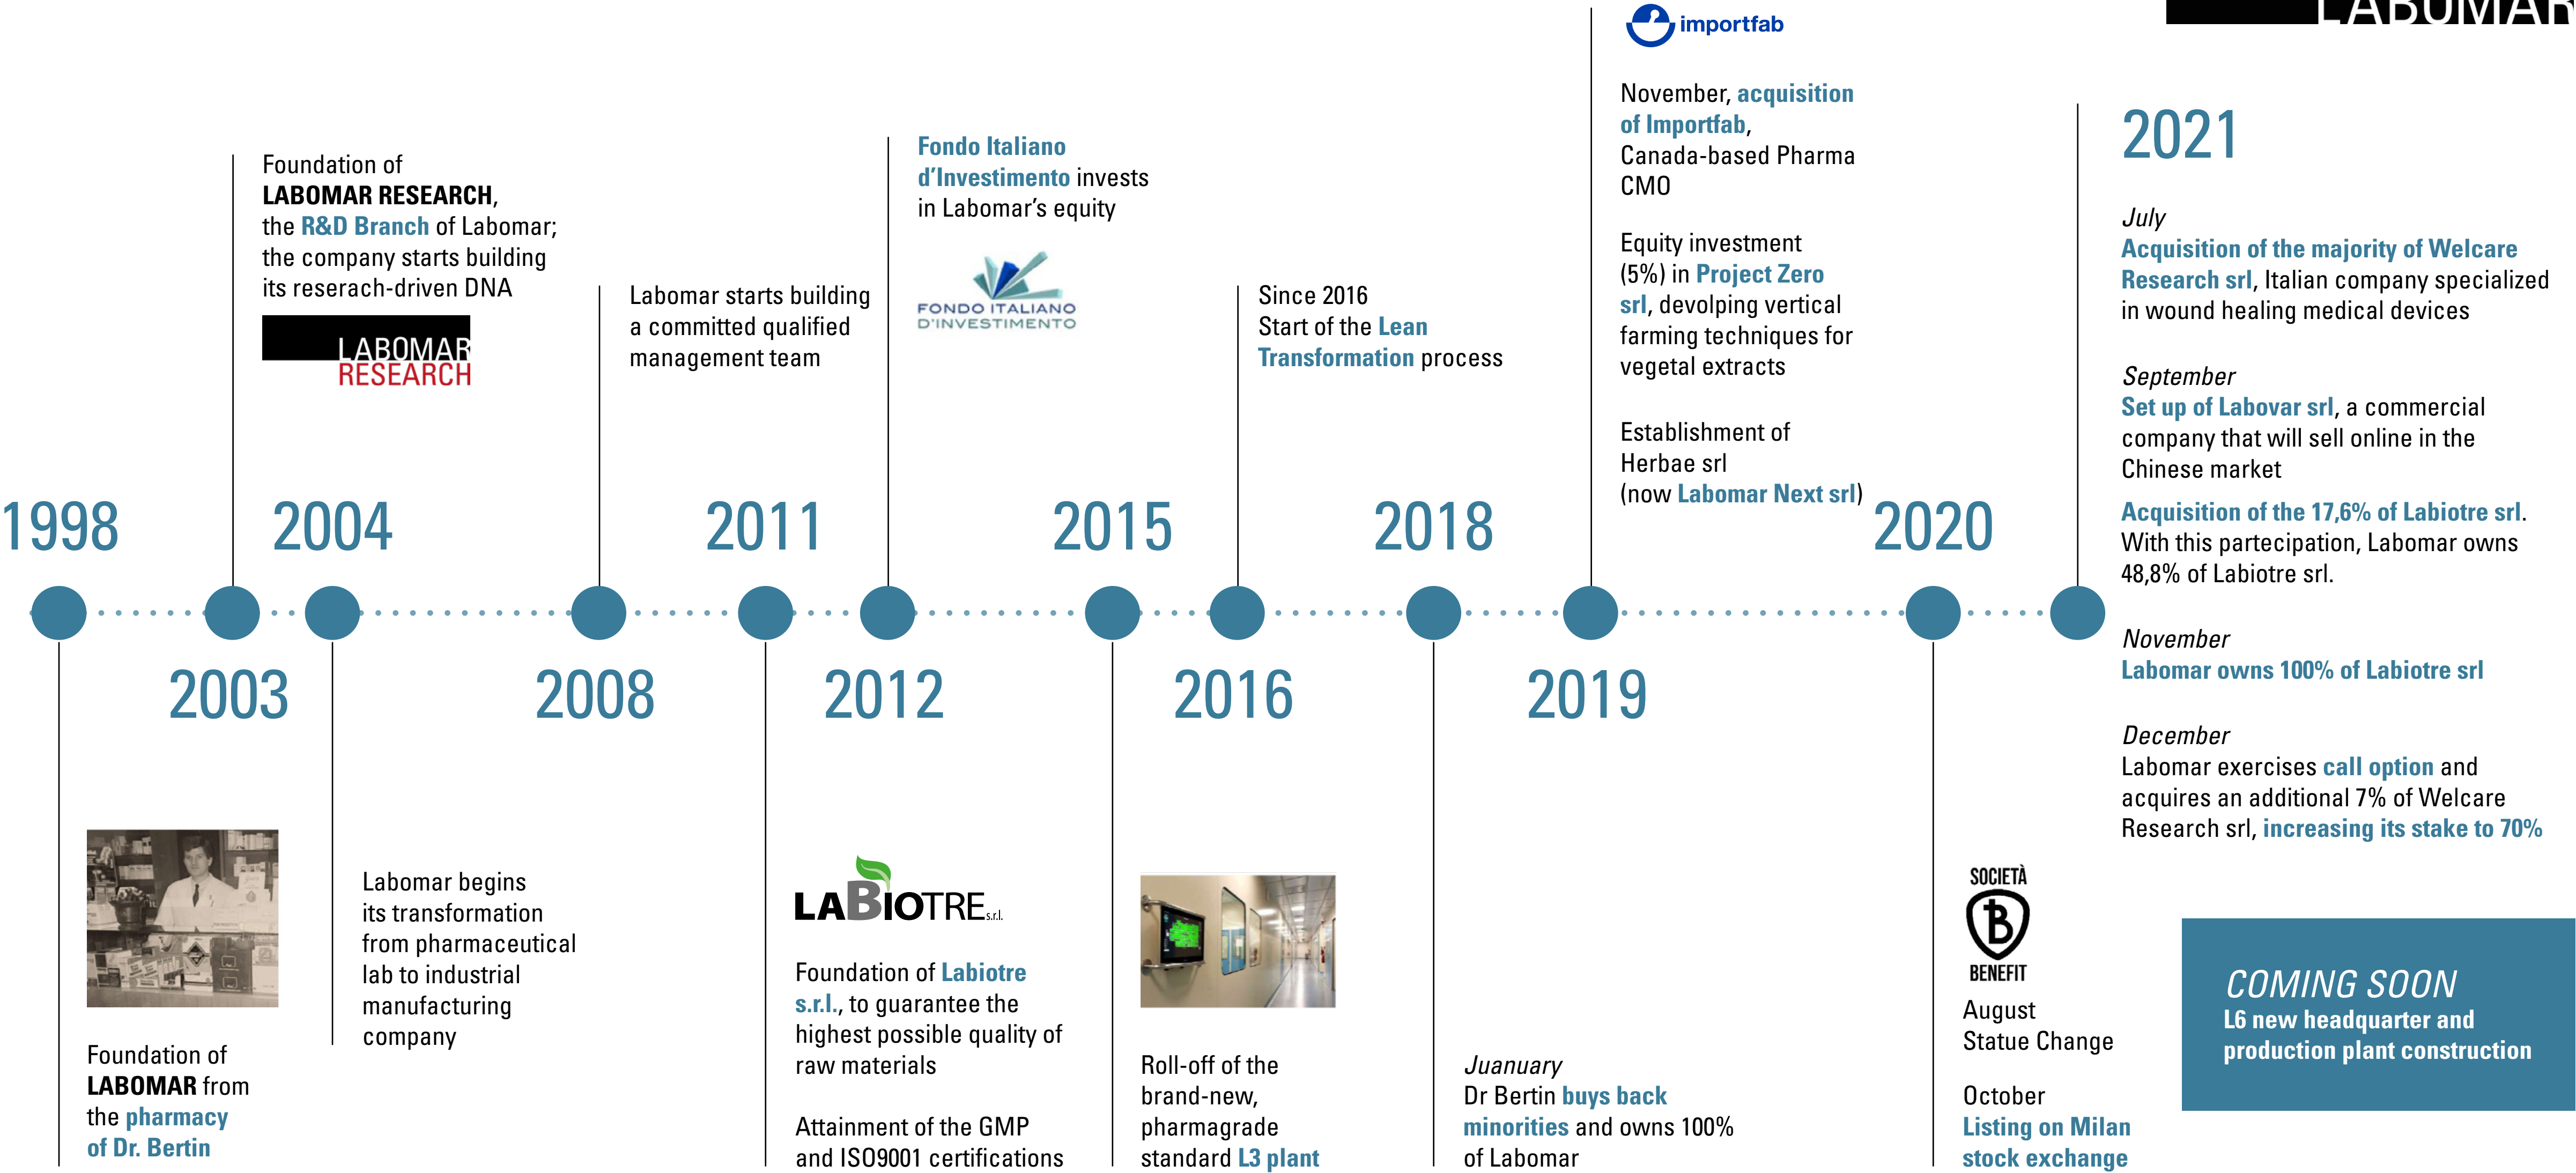 LABOMAR
1998
Foundation of
LABOMAR from
the pharmacy
of Dr. Bertin
2003
Foundation of
LABOMAR RESEARCH,
the R&D Branch of Labomar;
the company starts building
its reserach-driven DNA
LABOMAR
RESEARCH
2004
Labomar begins
its transformation
from pharmaceutical
lab to industrial
manufacturing
company
2008
Labomar starts building
a committed qualified
management team
2011
LABIOTRE s.r.l.
Foundation of Labiotre
s.r.l., to guarantee the
highest possible quality of
raw materials
Attainment of the GMP
and ISO9001 certifications
2012
Fondo Italiano
d’Investimento invests
in Labomar’s equity
FONDO ITALIANO
D’INVESTIMENTO
2015
Roll-off of the
brand-new,
pharmagrade
standard L3 plant
2016
Since 2016
Start of the Lean
Transformation process
2018
Juanuary
Dr Bertin buys back
minorities and owns 100%
of Labomar
2019
importfab
November, acquisition
of Importfab,
Canada-based Pharma
CMO
Equity investment
(5%) in Project Zero
srl, devolping vertical
farming techniques for
vegetal extracts
Establishment of
Herbae srl
(now Labomar Next srl)
2020
SOCIETÀ
B
BENEFIT
August
Statue Change
October
Listing on Milan
stock exchange
2021
July
Acquisition of the majority of Welcare
Research srl, Italian company specialized
in wound healing medical devices
September
Set up of Labovar srl, a commercial
company that will sell online in the
Chinese market
Acquisition of the 17,6% of Labiotre srl.
With this partecipation, Labomar owns
48,8% of Labiotre srl.
November
Labomar owns 100% of Labiotre srl
December
Labomar exercises call option and
acquires an additional 7% of Welcare
Research srl, increasing its stake to 70%
COMING SOON
L6 new headquarter and
production plant construction